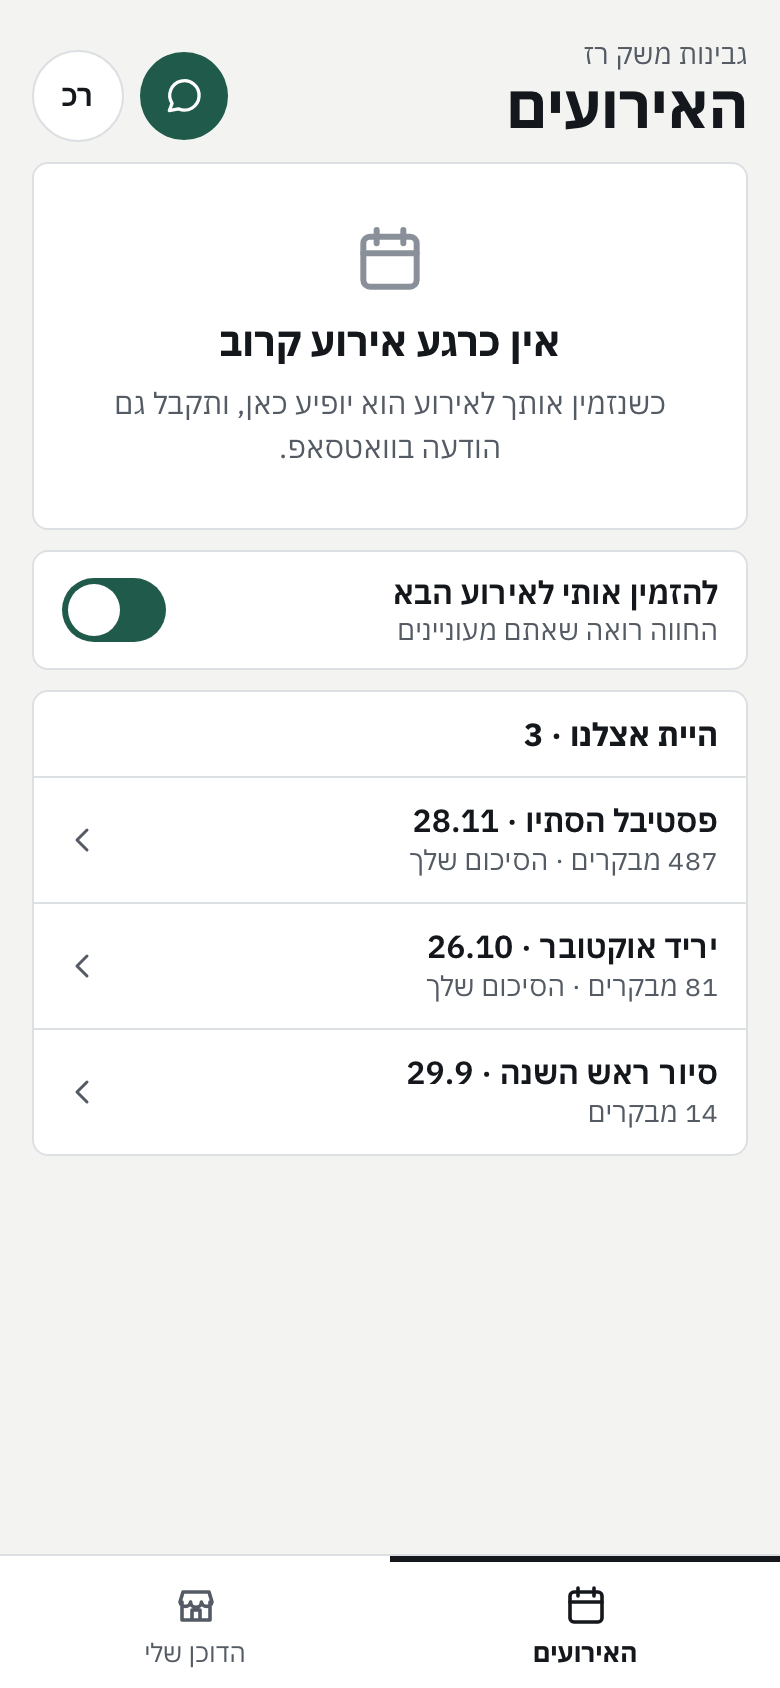 גבינות משק רז
האירועים
רכ
אין כרגע אירוע קרוב
כשנזמין אותך לאירוע הוא יופיע כאן, ותקבל גם
הודעה בוואטסאפ.
להזמין אותי לאירוע הבא
החווה רואה שאתם מעוניינים
היית אצלנו · 3
פסטיבל הסתיו · 28.11
487 מבקרים · הסיכום שלך
יריד אוקטובר · 26.10
81 מבקרים · הסיכום שלך
סיור ראש השנה · 29.9
14 מבקרים
האירועים
הדוכן שלי